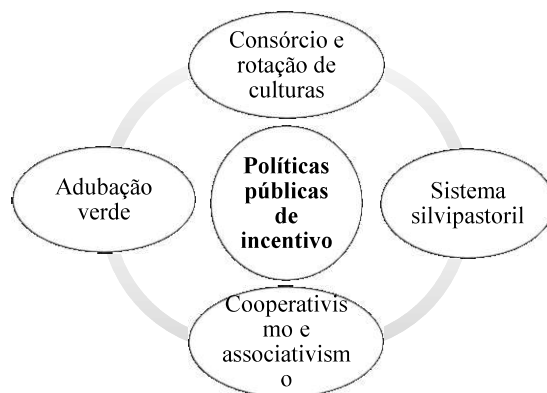 Consórcio e
rotação de
culturas
Políticas
públicas
de
incentivo
Adubação
verde
Sistema
silvipastoril
Cooperativis
mo e
associativism
o